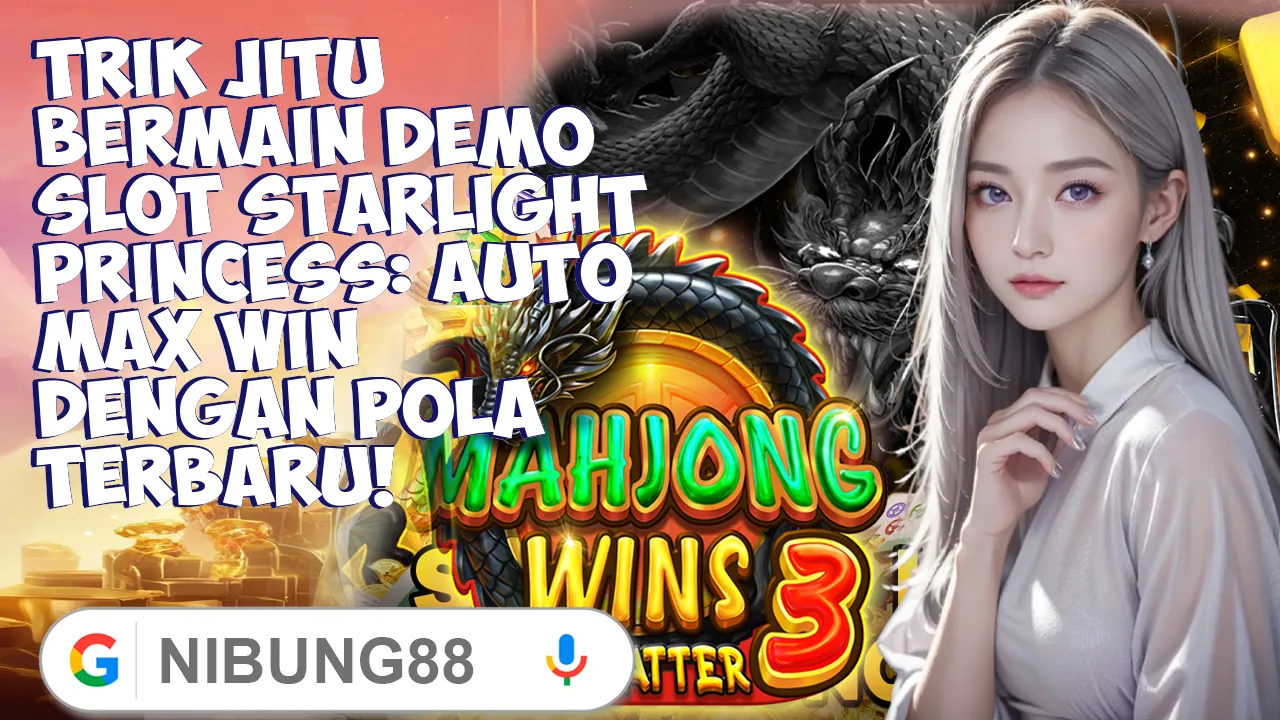 TRIK JITU
BERMAIN DEMO
SLOT STARLIGHT
PRINCESS: AUTO
MAX WIN
DENGAN POLA
TERBARU!
MAHJONG
WINS 3
G NIBUNG88